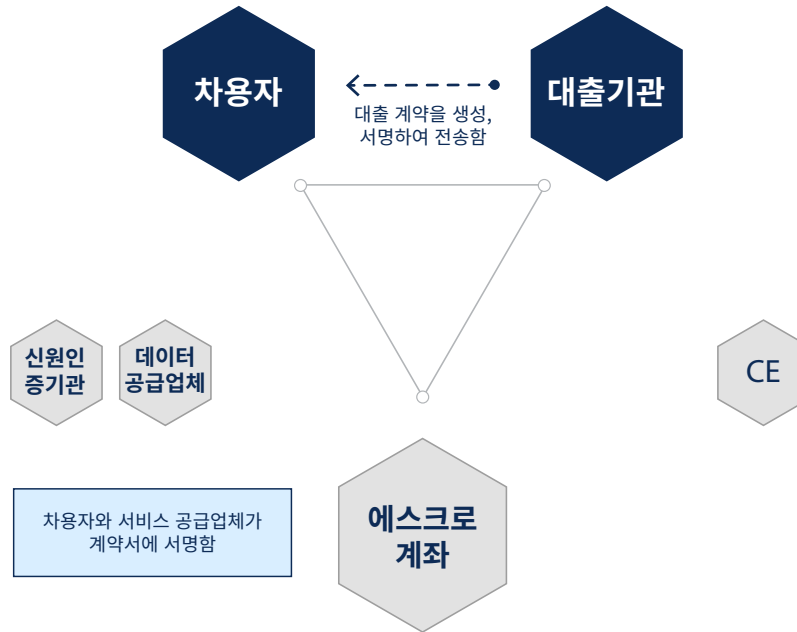 차용자
대출기관
대출 계약을 생성,
서명하여 전송함
신원인
증기관
데이터
공급업체
CE
차용자와 서비스 공급업체가
계약서에 서명함
에스크로
계좌